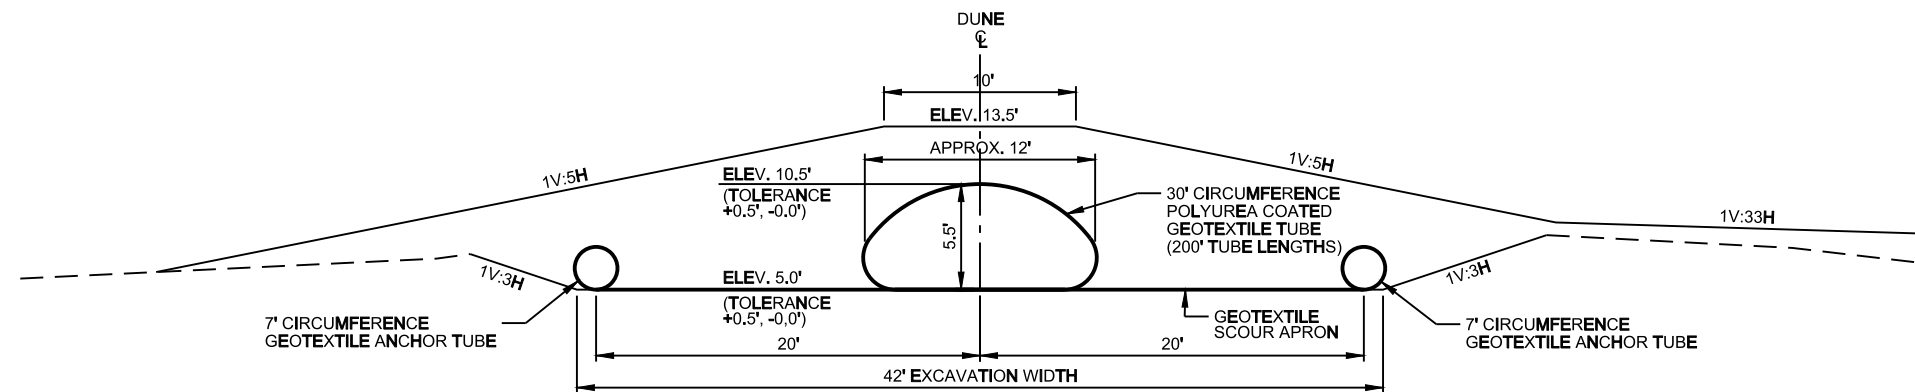 DUNE
℄
10'
ELEV. 13.5'
APPROX. 12'
1V:5H
1V:5H
ELEV. 10.5'
(TOLERANCE
+0.5', -0.0')
30' CIRCUMFERENCE
POLYUREA COATED
GEOTEXTILE TUBE
(200' TUBE LENGTHS)
1V:33H
5.5'
1V:3H
1V:3H
ELEV. 5.0'
(TOLERANCE
+0.5', -0,0')
7' CIRCUMFERENCE
GEOTEXTILE ANCHOR TUBE
GEOTEXTILE
SCOUR APRON
7' CIRCUMFERENCE
GEOTEXTILE ANCHOR TUBE
20'
20'
42' EXCAVATION WIDTH